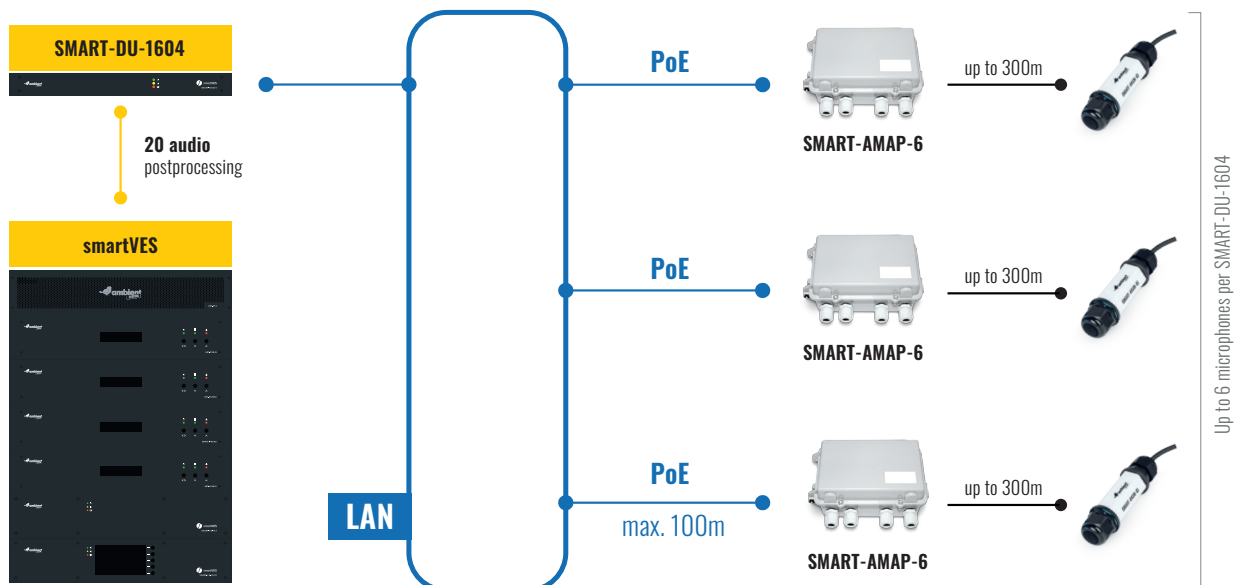 SMART-DU-1604
20 audio
postprocessing
smartVES
ambient
LAN
PoE
up to 300m
SMART-AMAP-6
PoE
up to 300m
SMART-AMAP-6
PoE
max. 100m
up to 300m
SMART-AMAP-6
Up to 6 microphones per SMART-DU-1604